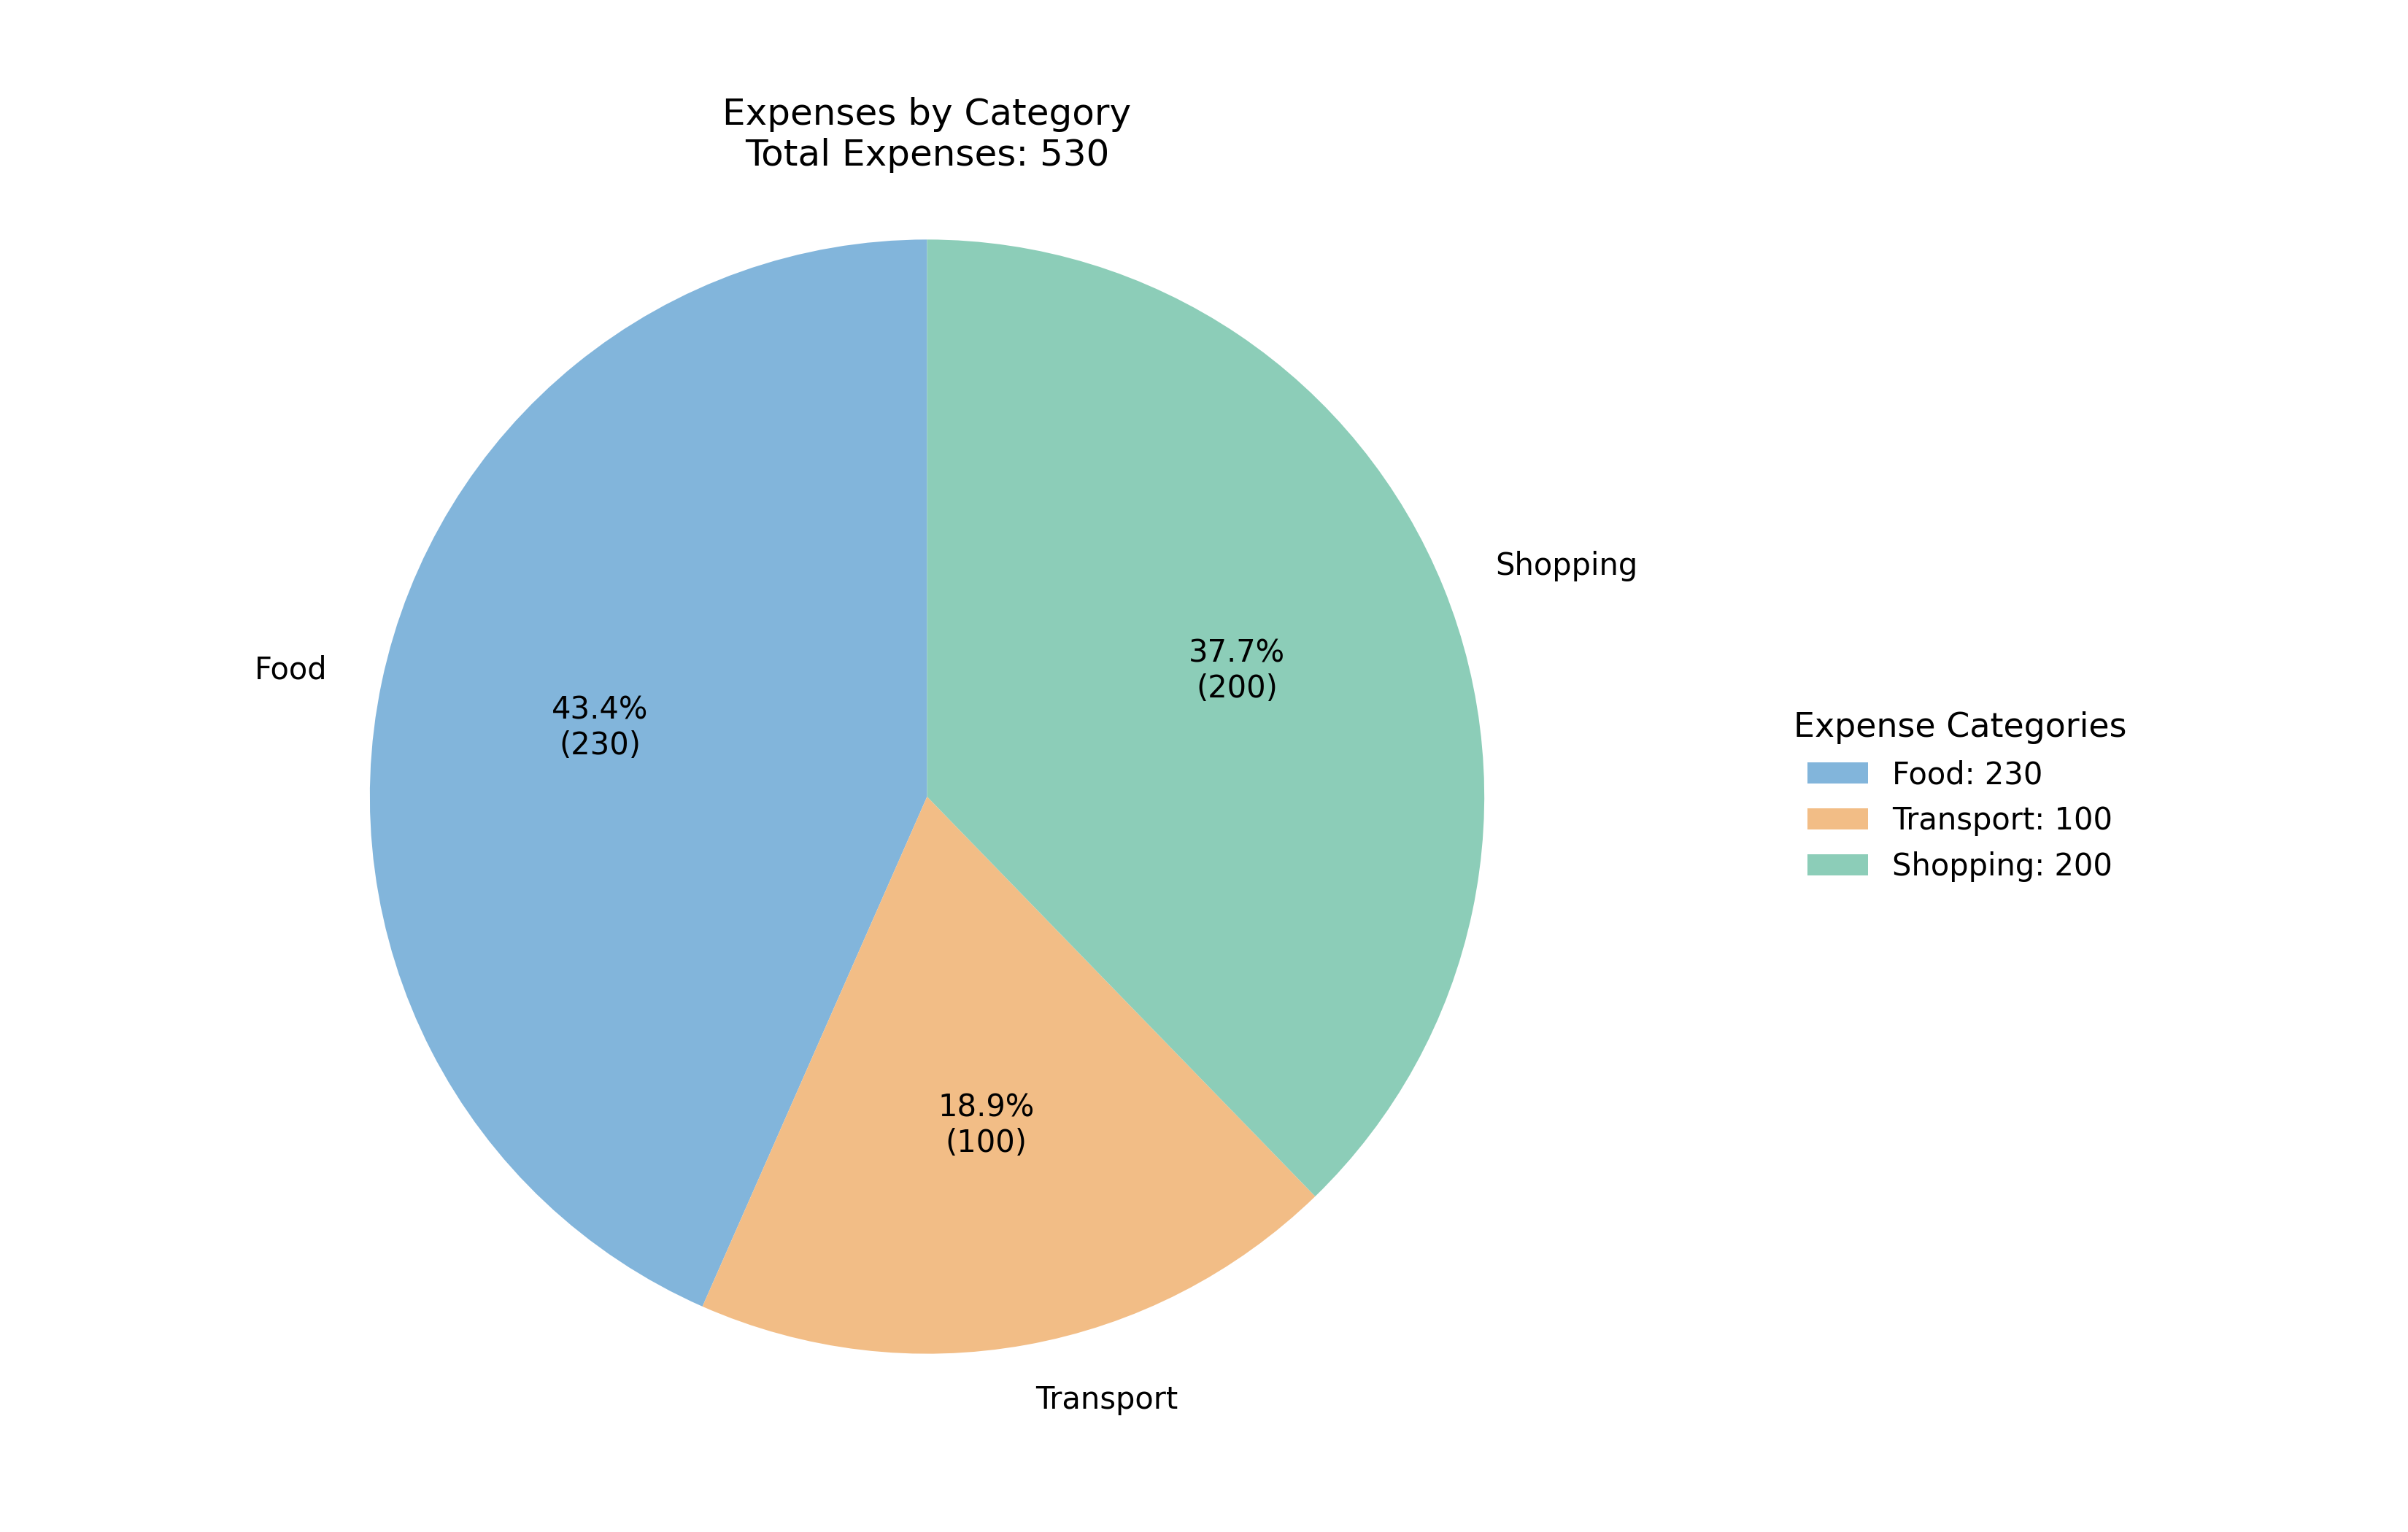 Expenses by Category
Total Expenses: 530
Shopping
37.7%
(200)
Food
43.4%
(230)
18.9%
(100)
Transport
Expense Categories
Food: 230
Transport: 100
Shopping: 200